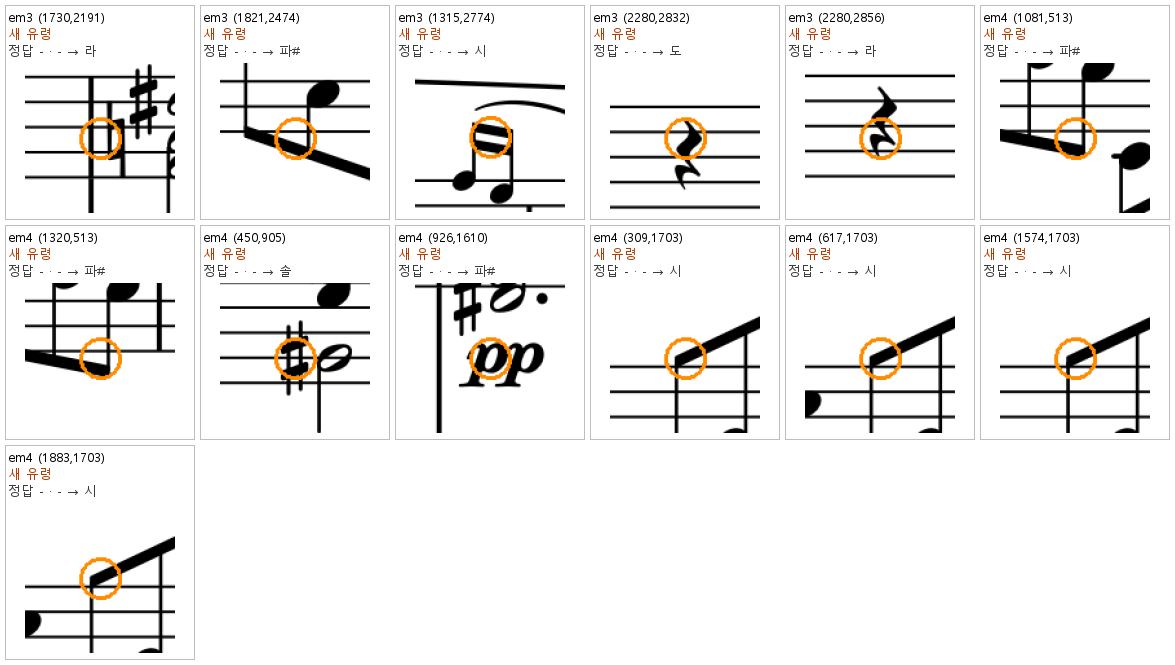 em3 (1730,2191)
새 유령
정답 - · - → 라
em3 (1821,2474)
새 유령
정답 - · - → 파#
em3 (1315,2774)
새 유령
정답 - · - → 시
em3 (2280,2832)
새 유령
정답 - · - → 도
em3 (2280,2856)
새 유령
정답 - · - → 라
em4 (1081,513)
새 유령
정답 - · - → 파#
em4 (1320,513)
새 유령
정답 - · - → 파#
em4 (450,905)
새 유령
정답 - · - → 솔
em4 (926,1610)
새 유령
정답 - · - → 파#
pp
em4 (309,1703)
새 유령
정답 - · - → 시
em4 (617,1703)
새 유령
정답 - · - → 시
em4 (1574,1703)
새 유령
정답 - · - → 시
em4 (1883,1703)
새 유령
정답 - · - → 시